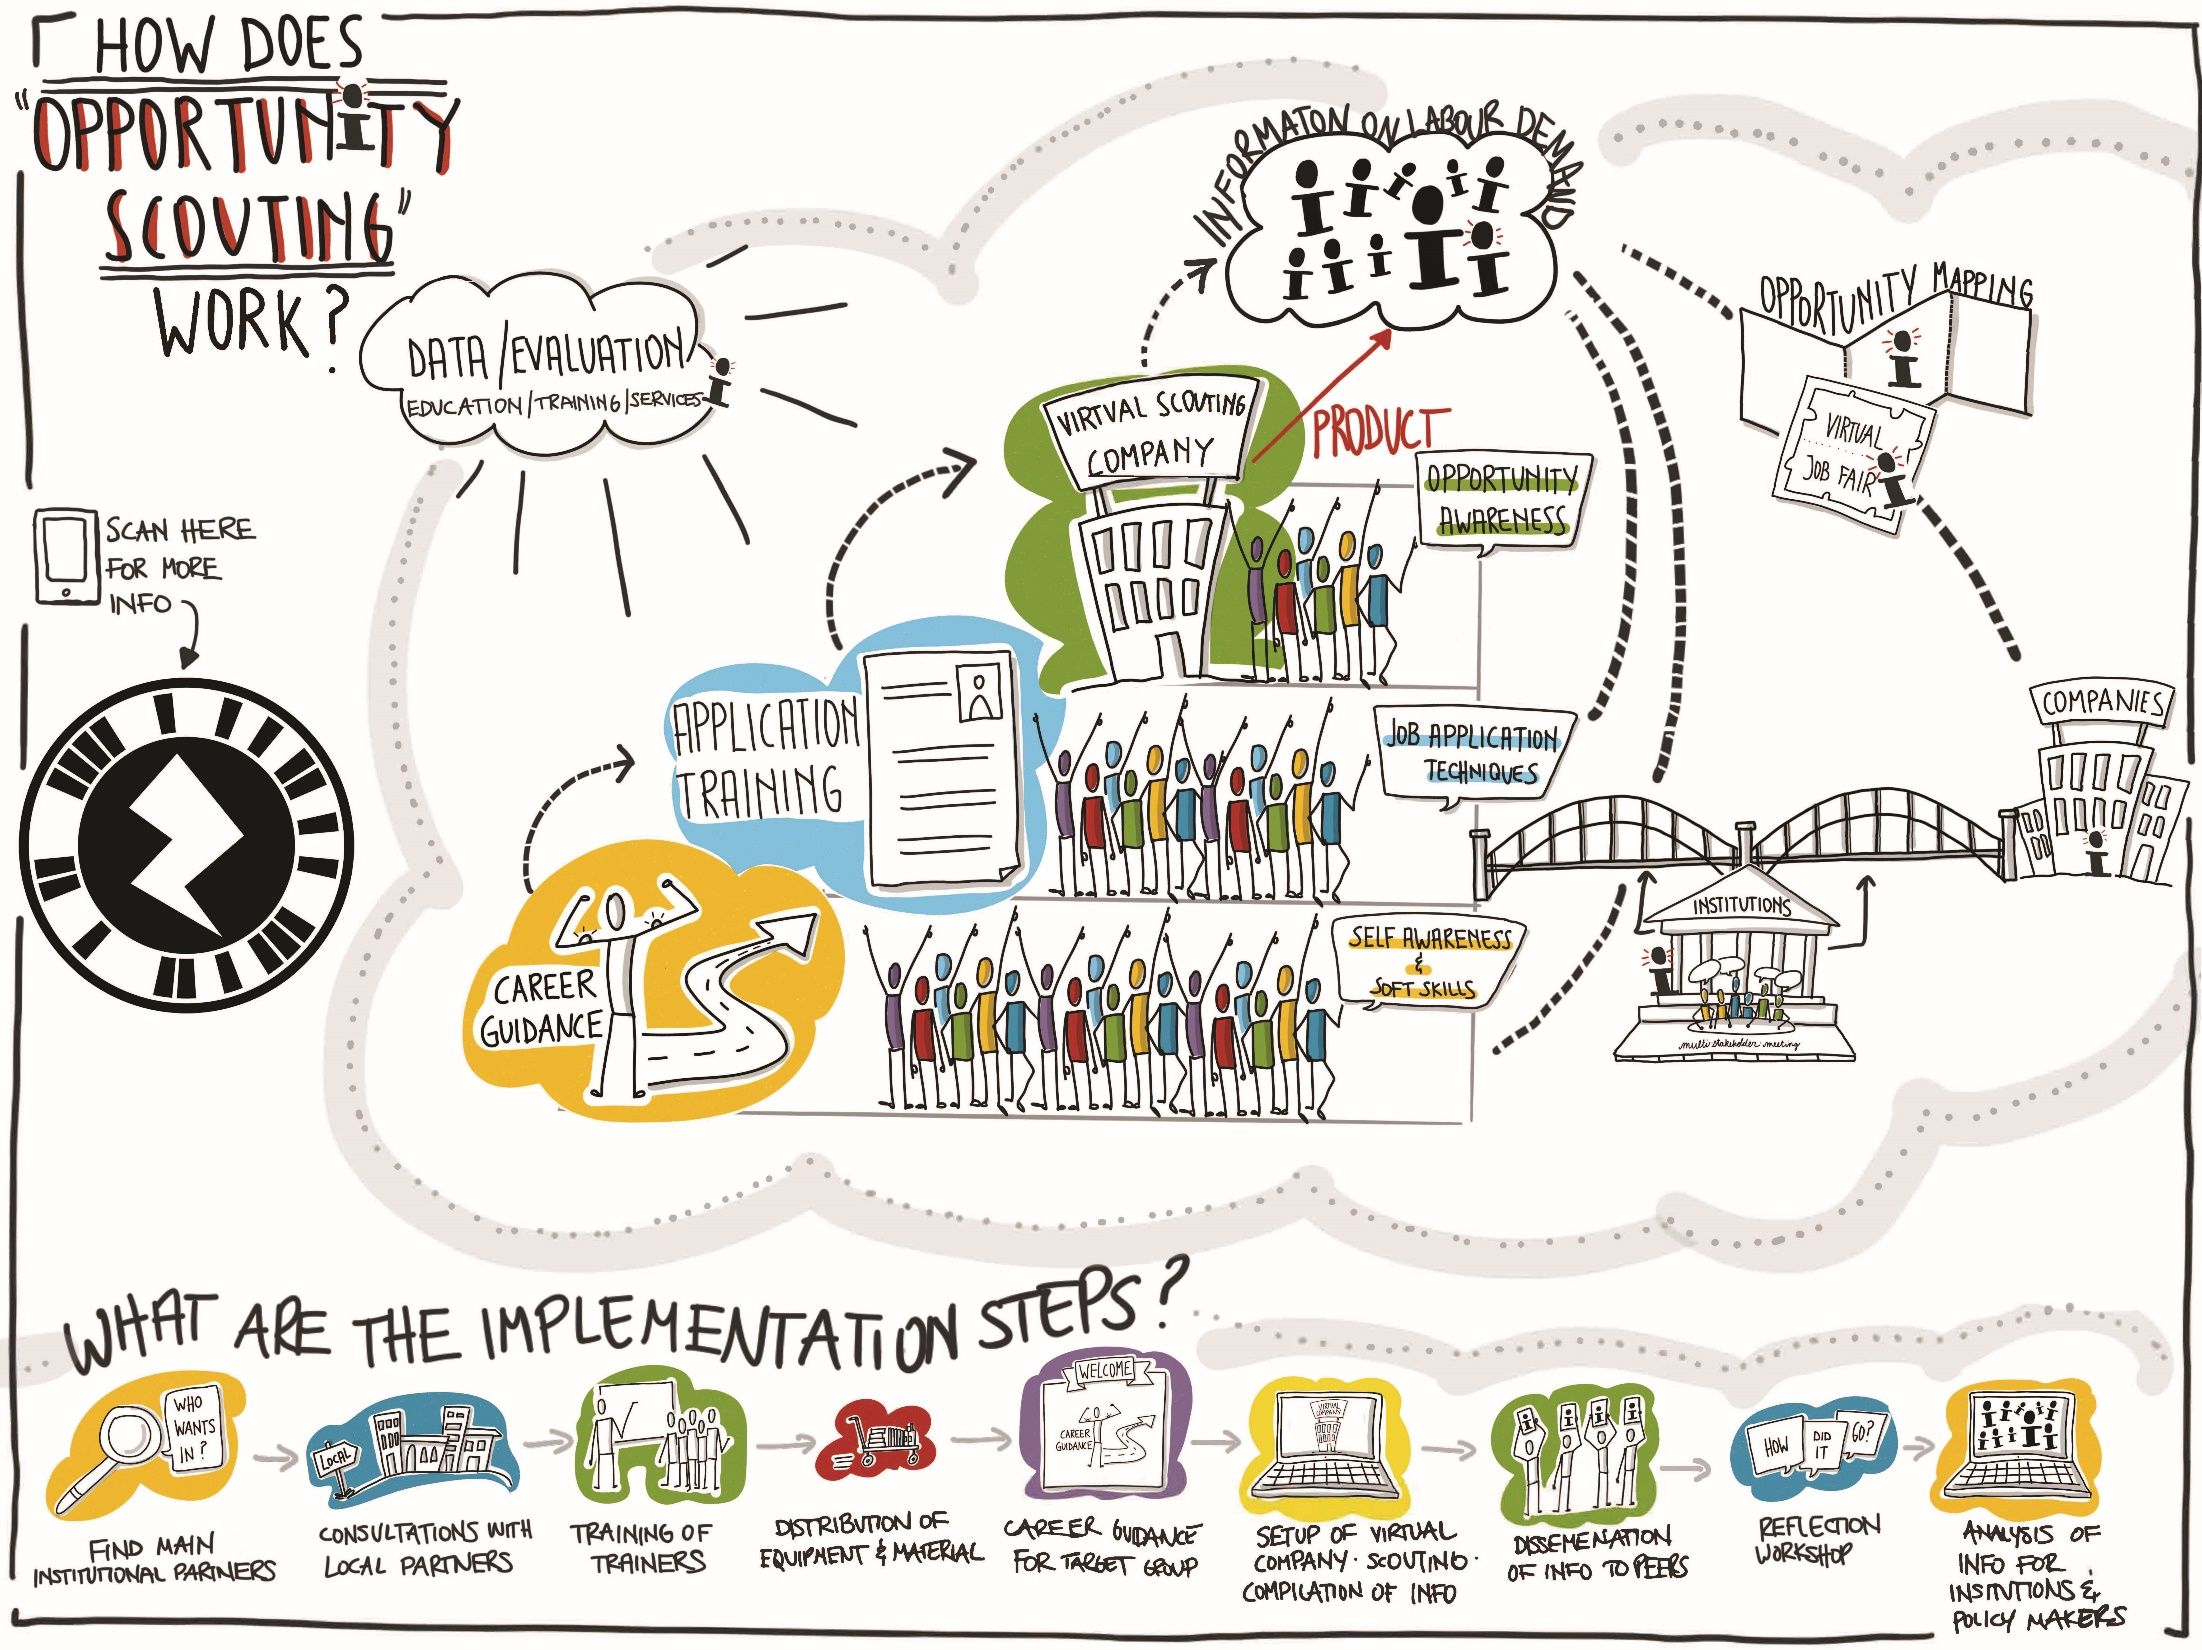 HOW DOES
"OPPORTUNiTY
SCOUTING"
WORK?
DATA/EVALUATION
EDUCATION/TRAINING/SERVICES
INFORMATON ON LABOUR DEMAND
OPPORTUNITY MAPPING
VIRTUAL
JOB FAIR
VIRTUAL SCOUTING
COMPANY
PRODUCT
OPPORTUNITY
AWARENESS
SCAN HERE
FOR MORE
INFO
APPLICATION
TRAINING
JOB APPLICATION
TECHNIQUES
COMPANIES
INSTITUTIONS
multi stakeholder meeting
CAREER
GUIDANCE
SELF AWARENESS
&
SOFT SKILLS
WHAT ARE THE IMPLEMENTATION STEPS?
WHO
WANTS
IN?
FIND MAIN
INSTITUTIONAL PARTNERS
LOCAL
CONSULTATIONS WITH
LOCAL PARTNERS
TRAINING OF
TRAINERS
DISTRIBUTION OF
EQUIPMENT & MATERIAL
WELCOME
CAREER
GUIDANCE
CAREER GUIDANCE
FOR TARGET GROUP
VIRTUAL
COMPANY
SETUP OF VIRTUAL
COMPANY · SCOUTING ·
COMPILATION OF INFO
DISSEMENATION
OF INFO TO PEERS
HOW
DID
IT
GO?
REFLECTION
WORKSHOP
ANALYSIS OF
INFO FOR
INSTITUTIONS &
POLICY MAKERS